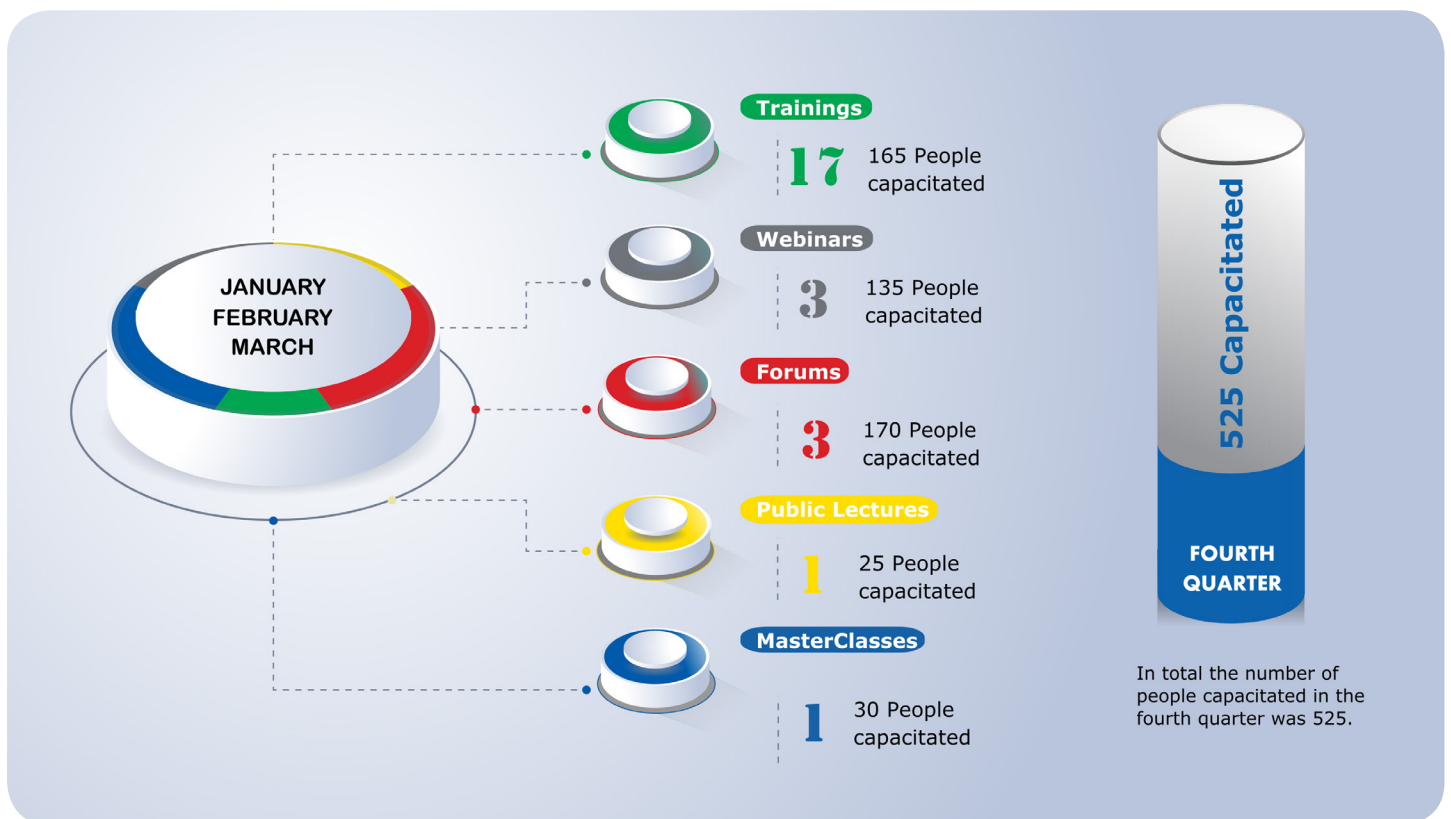 JANUARY
FEBRUARY
MARCH
Trainings
17
165 People
capacitated
Webinars
3
135 People
capacitated
Forums
3
170 People
capacitated
Public Lectures
1
25 People
capacitated
MasterClasses
1
30 People
capacitated
525 Capacitated
FOURTH
QUARTER
In total the number of
people capacitated in the
fourth quarter was 525.